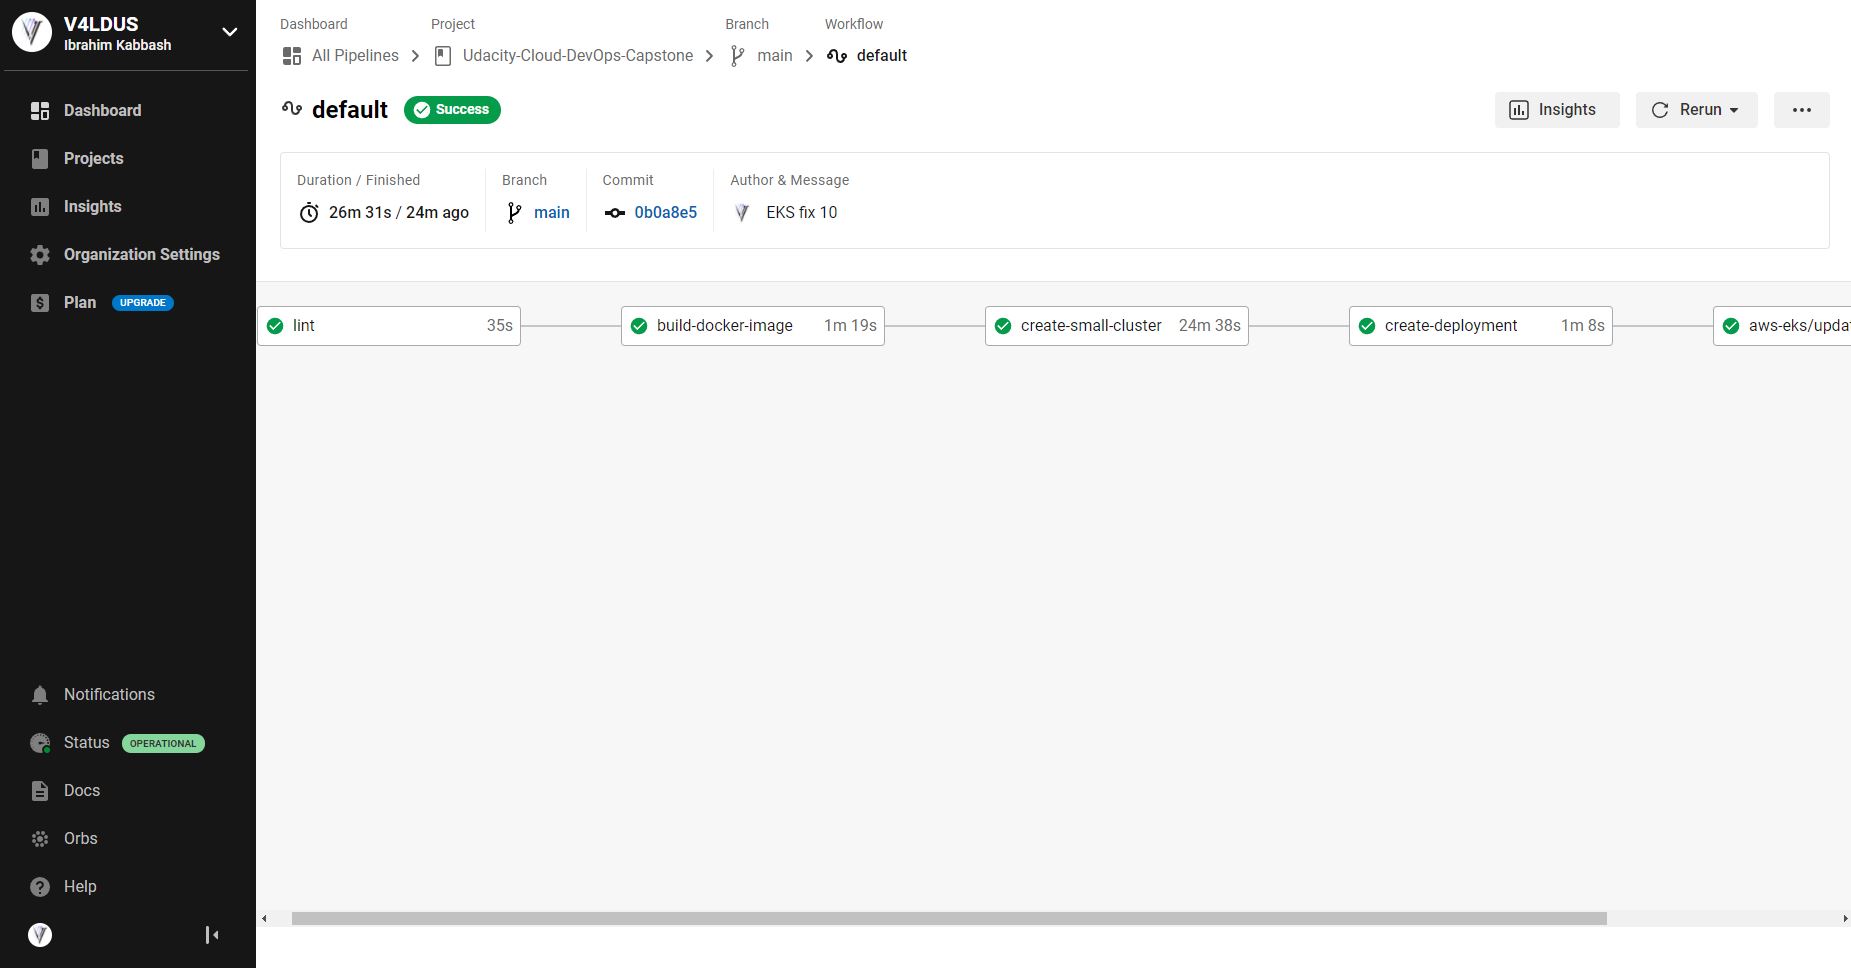 V4LDUS
Ibrahim Kabbash
Dashboard
Projects
Insights
Organization Settings
Plan UPGRADE
Notifications
Status OPERATIONAL
Docs
Orbs
Help
Dashboard Project Branch Workflow
All Pipelines Udacity-Cloud-DevOps-Capstone main default
default Success Insights Rerun
Duration / Finished Branch Commit Author & Message
26m 31s / 24m ago main 0b0a8e5 EKS fix 10
lint 35s build-docker-image 1m 19s create-small-cluster 24m 38s create-deployment 1m 8s aws-eks/upda